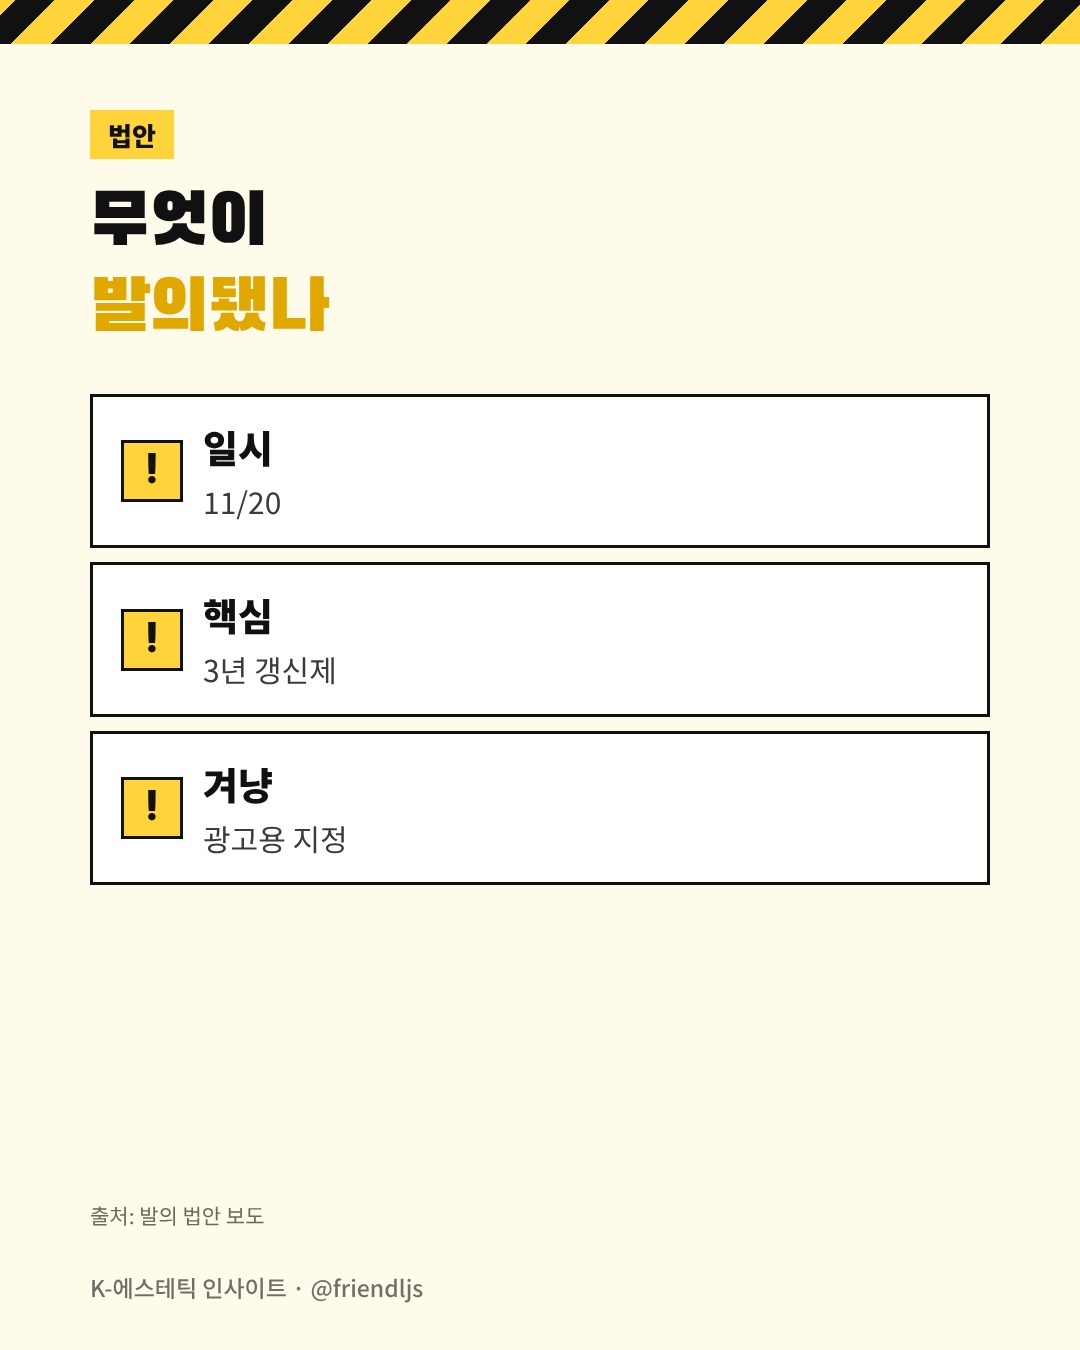 법안
무엇이
발의됐나
!
일시
11/20
!
핵심
3년 갱신제
!
겨냥
광고용 지정
출처: 발의 법안 보도
K-에스테틱 인사이트 · @friendljs